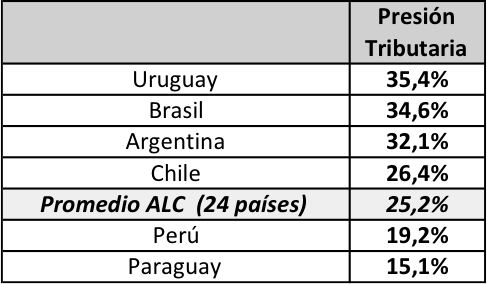 Presión
Tributaria
Uruguay 35,4%
Brasil 34,6%
Argentina 32,1%
Chile 26,4%
Promedio ALC (24 países) 25,2%
Perú 19,2%
Paraguay 15,1%